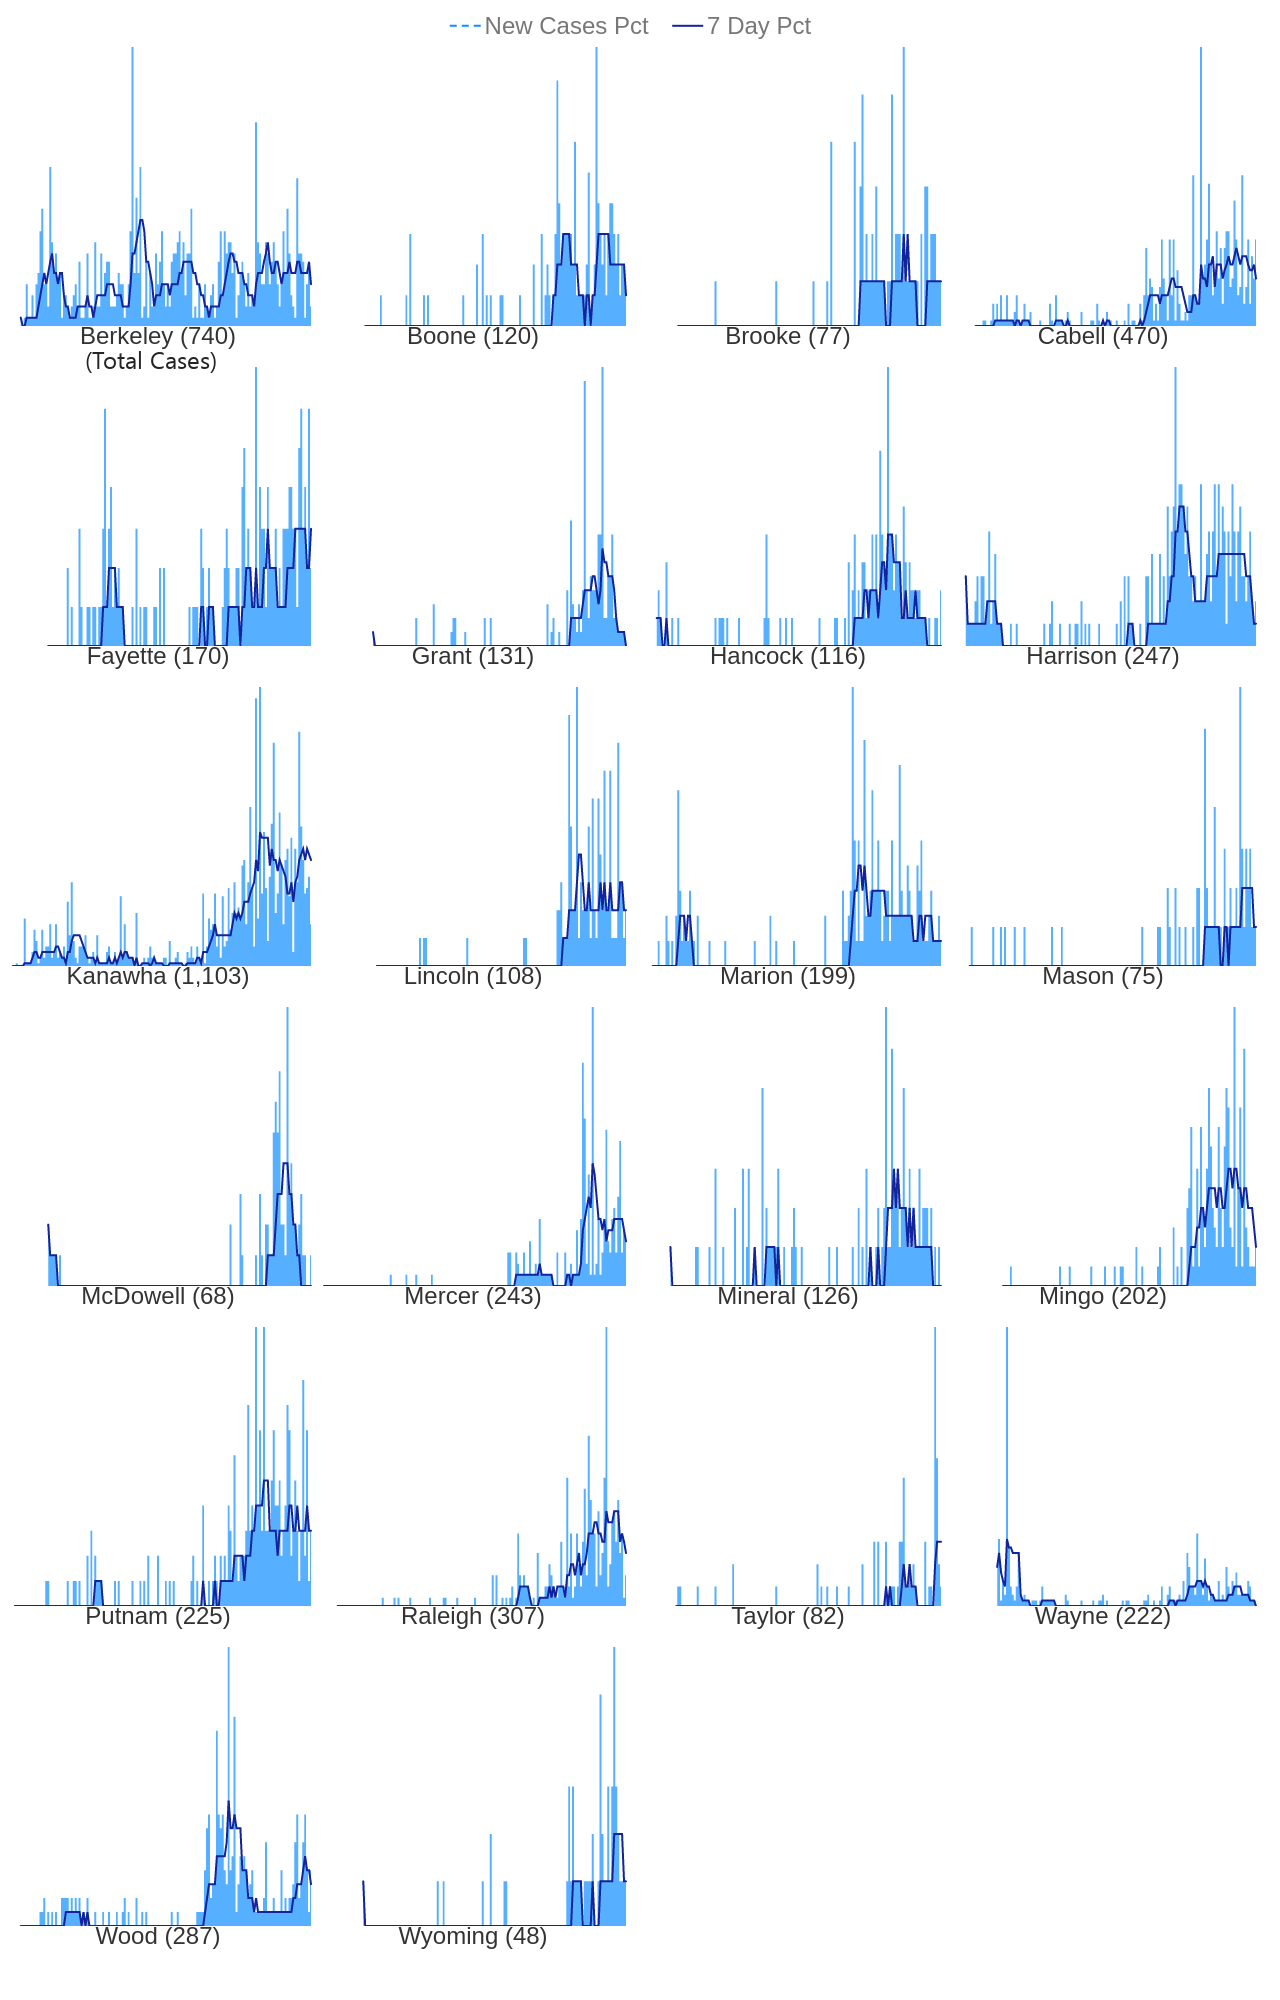 New Cases Pct 7 Day Pct
Berkeley (740) Boone (120) Brooke (77) Cabell (470)
(Total Cases)
Fayette (170) Grant (131) Hancock (116) Harrison (247)
Kanawha (1,103) Lincoln (108) Marion (199) Mason (75)
McDowell (68) Mercer (243) Mineral (126) Mingo (202)
Putnam (225) Raleigh (307) Taylor (82) Wayne (222)
Wood (287) Wyoming (48)